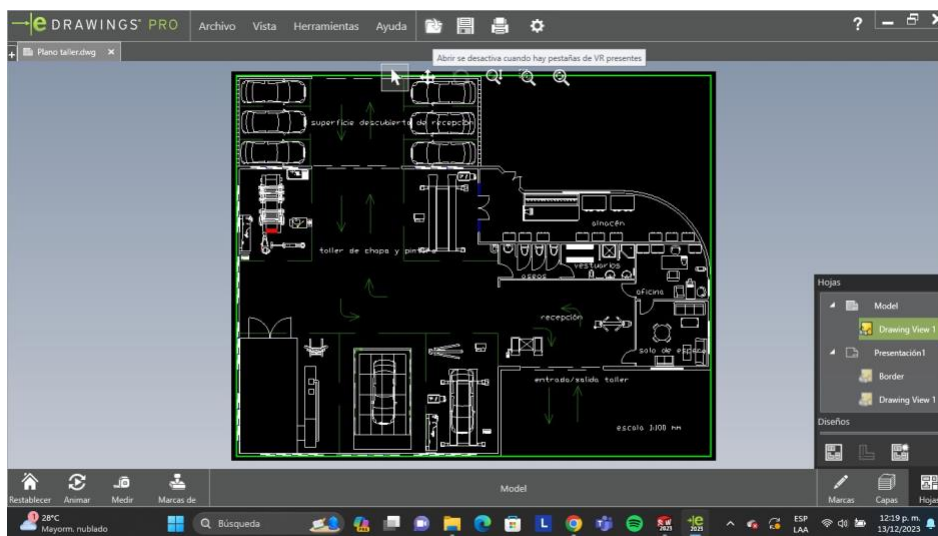 eDRAWINGS® PRO Archivo Vista Herramientas Ayuda ?
Plano taller.dwg
Abrir se desactiva cuando hay pestañas de VR presentes
superficie descubierta de recepción
taller de chapa y pintura
almacén
aseos
vestuarios
oficina
recepción
sala de espera
entrada/salida taller
escala 1:100 mm
Hojas
Model
Drawing View 1
Presentación1
Border
Drawing View 1
Diseños
Restablecer Animar Medir Marcas de Model Marcas Capas Hojas
1 28°C
Mayorm. nublado
Búsqueda
ESP
LAA
12:19 p. m.
13/12/2023